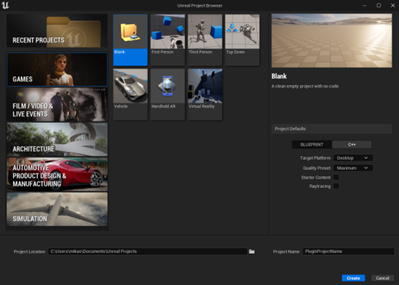 Unreal Project Browser
RECENT PROJECTS
GAMES
FILM / VIDEO &
LIVE EVENTS
ARCHITECTURE
AUTOMOTIVE
PRODUCT DESIGN &
MANUFACTURING
SIMULATION
Blank
First Person
Third Person
Top Down
Vehicle
Handheld AR
Virtual Reality
Blank
A clean empty project with no code.
Project Defaults
BLUEPRINT
C++
Target Platform
Desktop
Quality Preset
Maximum
Starter Content
Raytracing
Project Location
C:\Users\mikae\Documents\Unreal Projects
Project Name
PluginProjectName
Create
Cancel